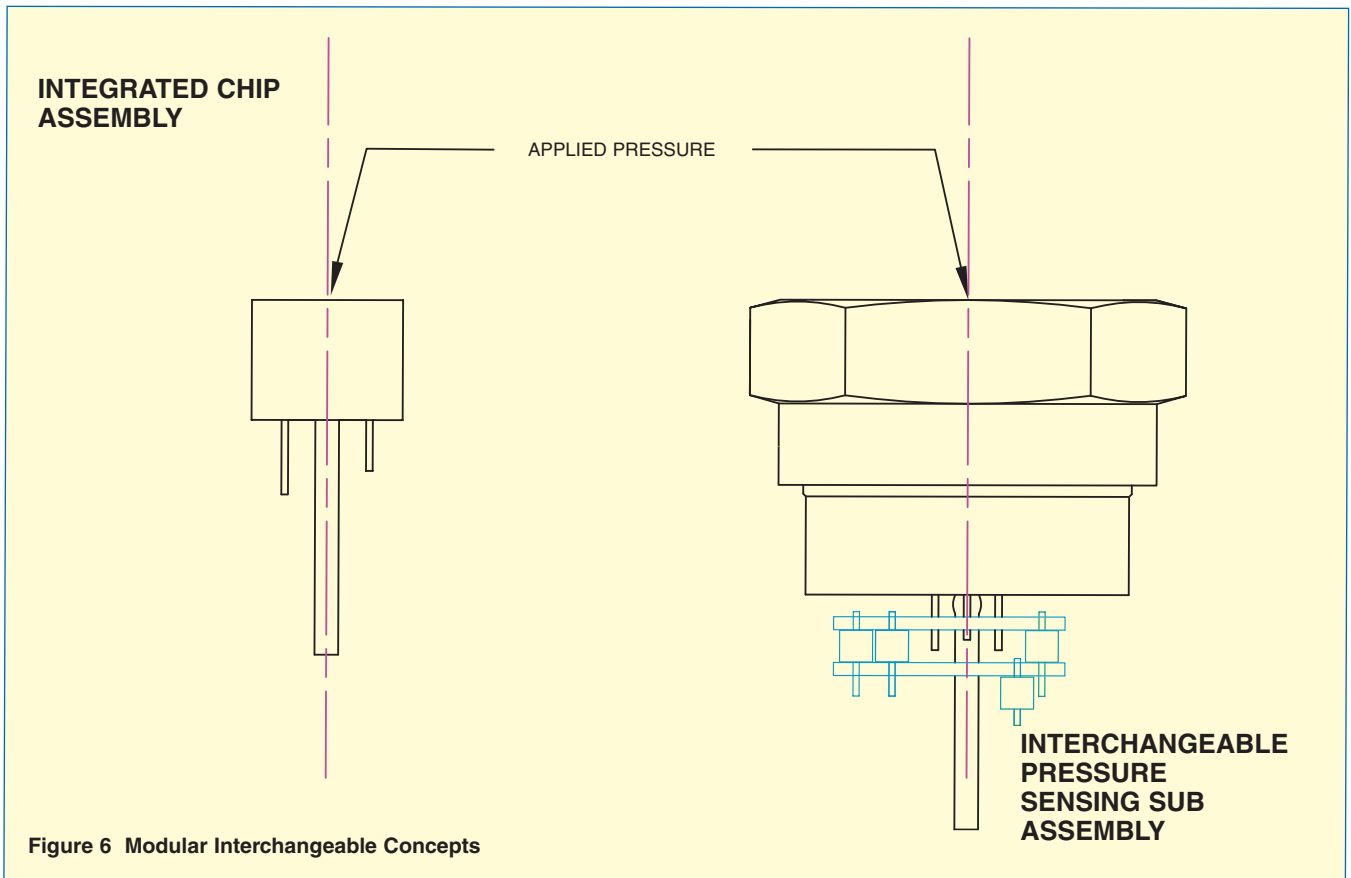 INTEGRATED CHIP
ASSEMBLY
APPLIED PRESSURE
INTERCHANGEABLE
PRESSURE
SENSING SUB
ASSEMBLY
Figure 6  Modular Interchangeable Concepts